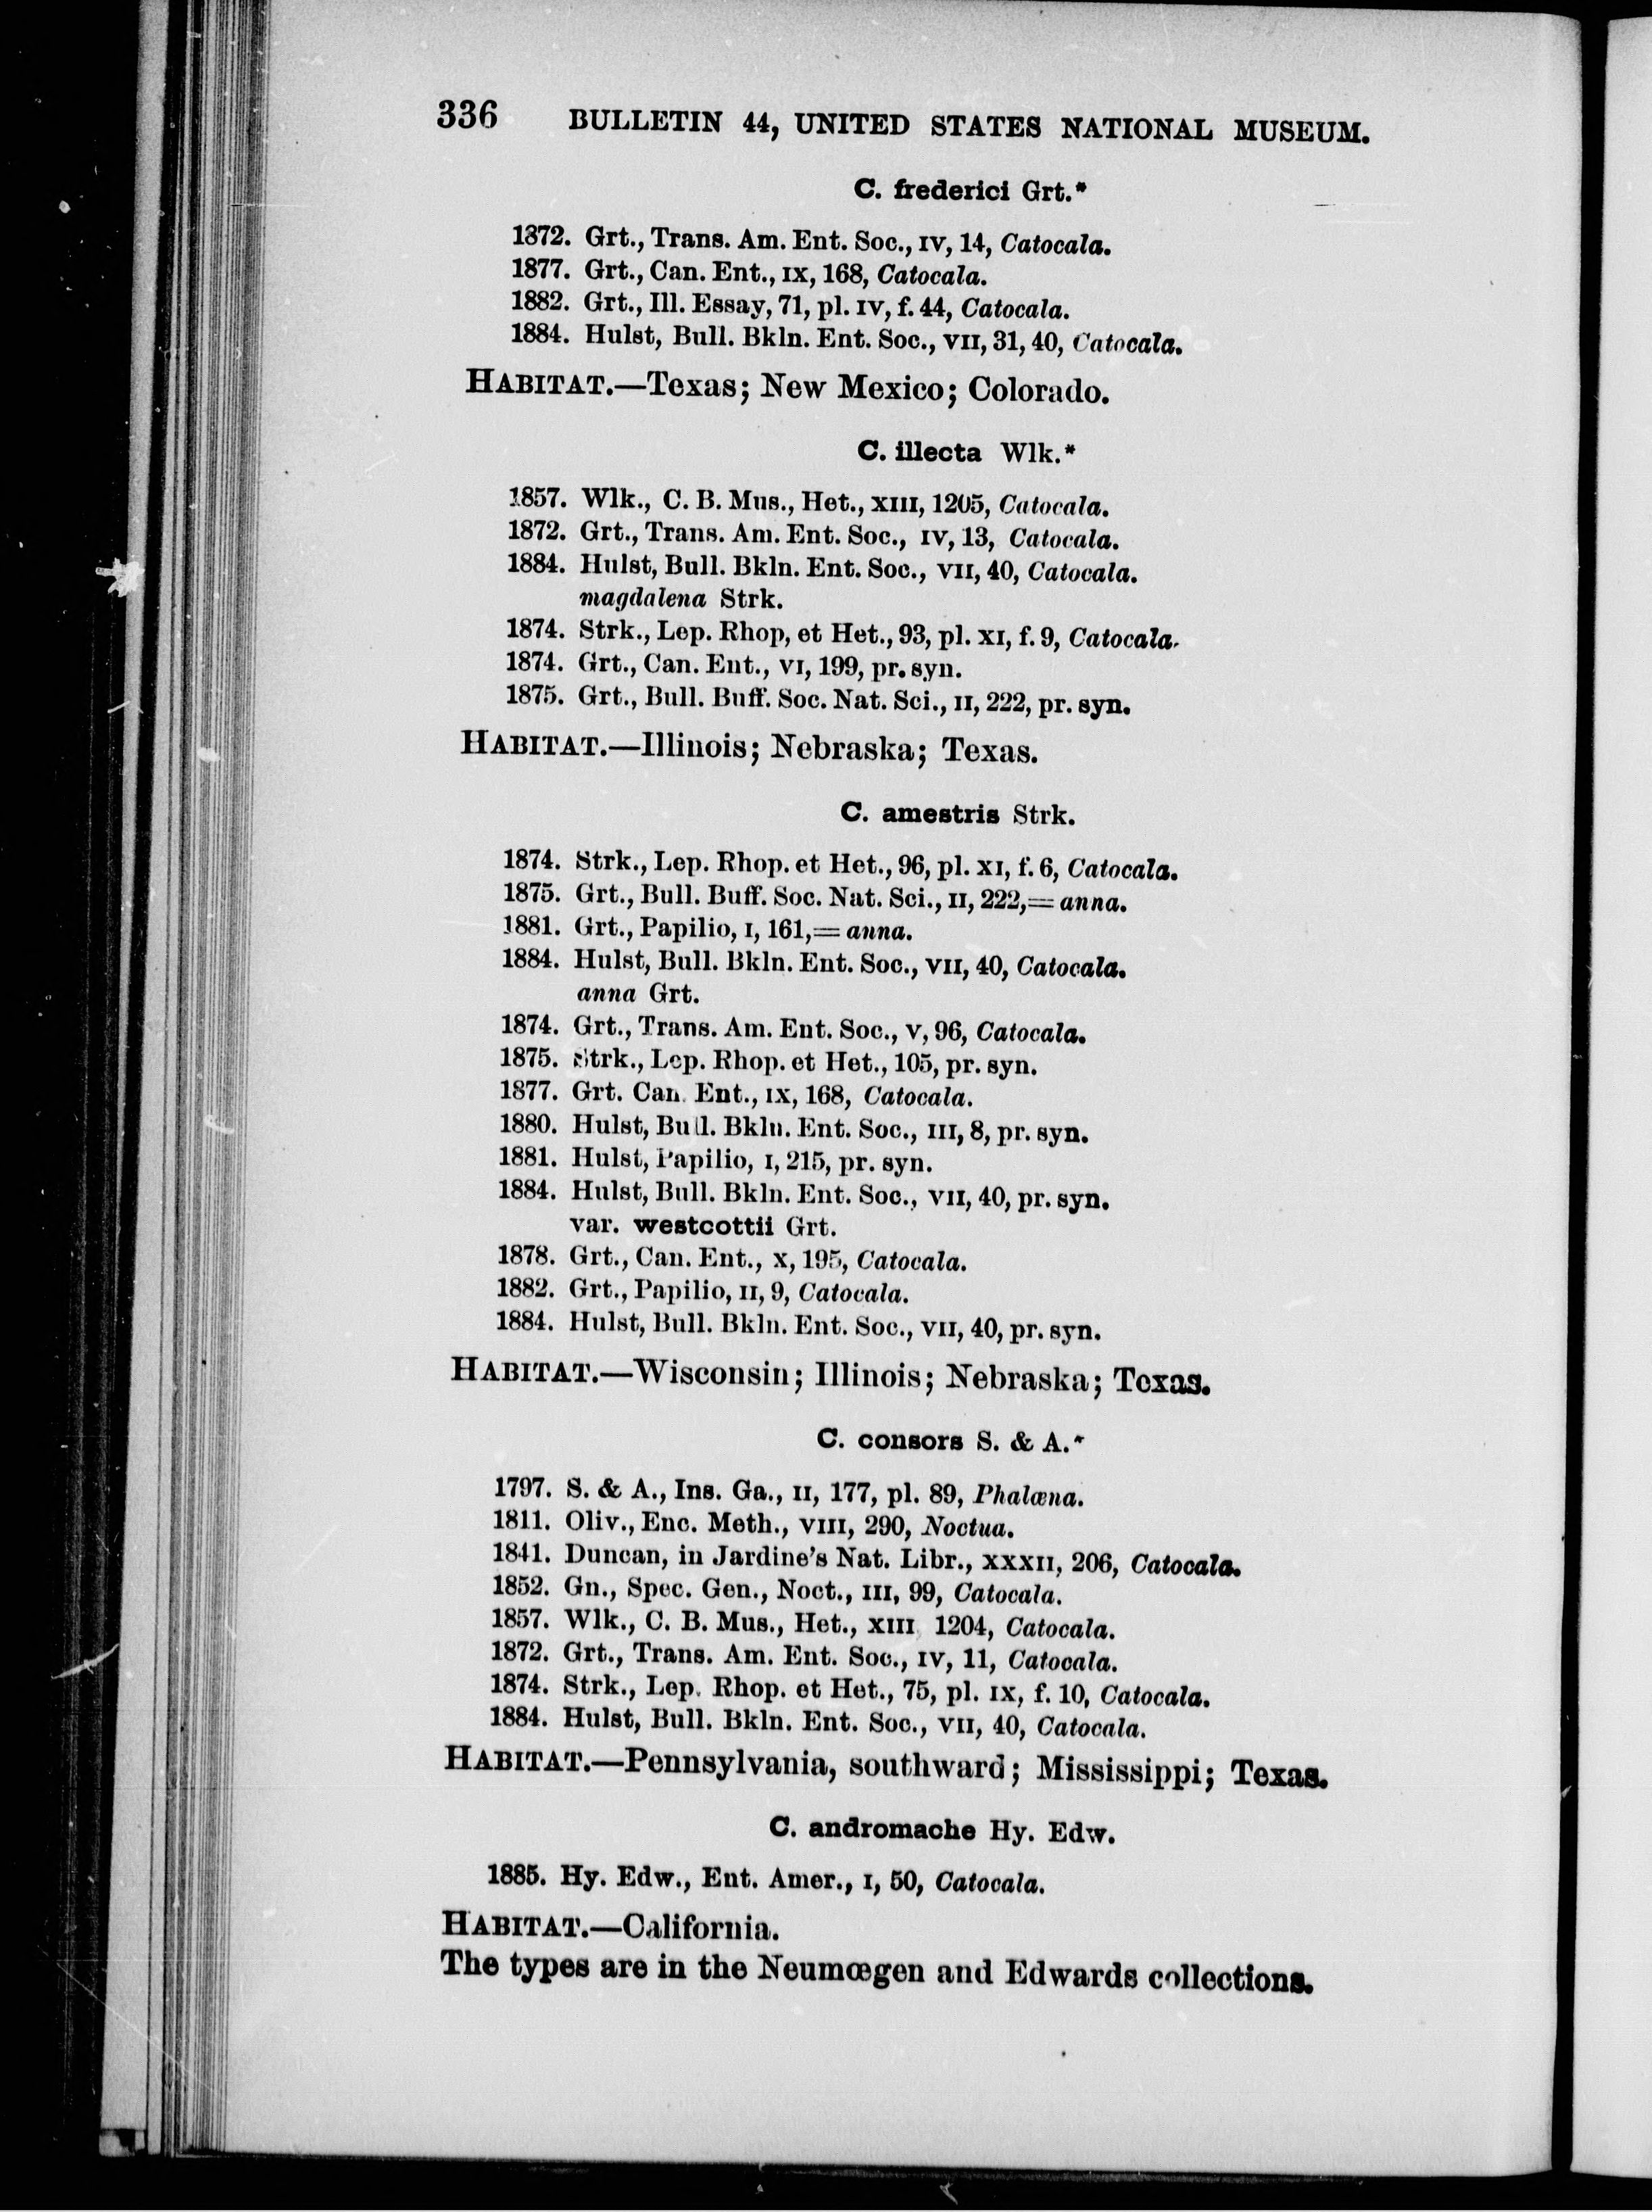 336 BULLETIN 44, UNITED STATES NATIONAL MUSEUM.
C. frederici Grt.*
1872. Grt., Trans. Am. Ent. Soc., IV, 14, Catocala.
1877. Grt., Can. Ent., IX, 168, Catocala.
1882. Grt., Ill. Essay, 71, pl. IV, f. 44, Catocala.
1884. Hulst, Bull. Bkln. Ent. Soc., VII, 31, 40, Catocala.
HABITAT.—Texas; New Mexico; Colorado.
C. illecta Wlk.*
1857. Wlk., C. B. Mus., Het., XIII, 1205, Catocala.
1872. Grt., Trans. Am. Ent. Soc., IV, 13, Catocala.
1884. Hulst, Bull. Bkln. Ent. Soc., VII, 40, Catocala.
magdalena Strk.
1874. Strk., Lep. Rhop, et Het., 93, pl. XI, f. 9, Catocala.
1874. Grt., Can. Ent., VI, 199, pr. syn.
1875. Grt., Bull. Buff. Soc. Nat. Sci., II, 222, pr. syn.
HABITAT.—Illinois; Nebraska; Texas.
C. amestris Strk.
1874. Strk., Lep. Rhop. et Het., 96, pl. XI, f. 6, Catocala.
1875. Grt., Bull. Buff. Soc. Nat. Sci., II, 222,= anna.
1881. Grt., Papilio, I, 161,= anna.
1884. Hulst, Bull. Bkln. Ent. Soc., VII, 40, Catocala.
anna Grt.
1874. Grt., Trans. Am. Ent. Soc., V, 96, Catocala.
1875. Strk., Lep. Rhop. et Het., 105, pr. syn.
1877. Grt. Can. Ent., IX, 168, Catocala.
1880. Hulst, Bull. Bkln. Ent. Soc., III, 8, pr. syn.
1881. Hulst, Papilio, I, 215, pr. syn.
1884. Hulst, Bull. Bkln. Ent. Soc., VII, 40, pr. syn.
var. westcottii Grt.
1878. Grt., Can. Ent., X, 195, Catocala.
1882. Grt., Papilio, II, 9, Catocala.
1884. Hulst, Bull. Bkln. Ent. Soc., VII, 40, pr. syn.
HABITAT.—Wisconsin; Illinois; Nebraska; Texas.
C. consors S. & A.*
1797. S. & A., Ins. Ga., II, 177, pl. 89, Phalæna.
1811. Oliv., Enc. Meth., VIII, 290, Noctua.
1841. Duncan, in Jardine's Nat. Libr., XXXII, 206, Catocala.
1852. Gn., Spec. Gen., Noct., III, 99, Catocala.
1857. Wlk., C. B. Mus., Het., XIII, 1204, Catocala.
1872. Grt., Trans. Am. Ent. Soc., IV, 11, Catocala.
1874. Strk., Lep. Rhop. et Het., 75, pl. IX, f. 10, Catocala.
1884. Hulst, Bull. Bkln. Ent. Soc., VII, 40, Catocala.
HABITAT.—Pennsylvania, southward; Mississippi; Texas.
C. andromache Hy. Edw.
1885. Hy. Edw., Ent. Amer., I, 50, Catocala.
HABITAT.—California.
The types are in the Neumœgen and Edwards collections.